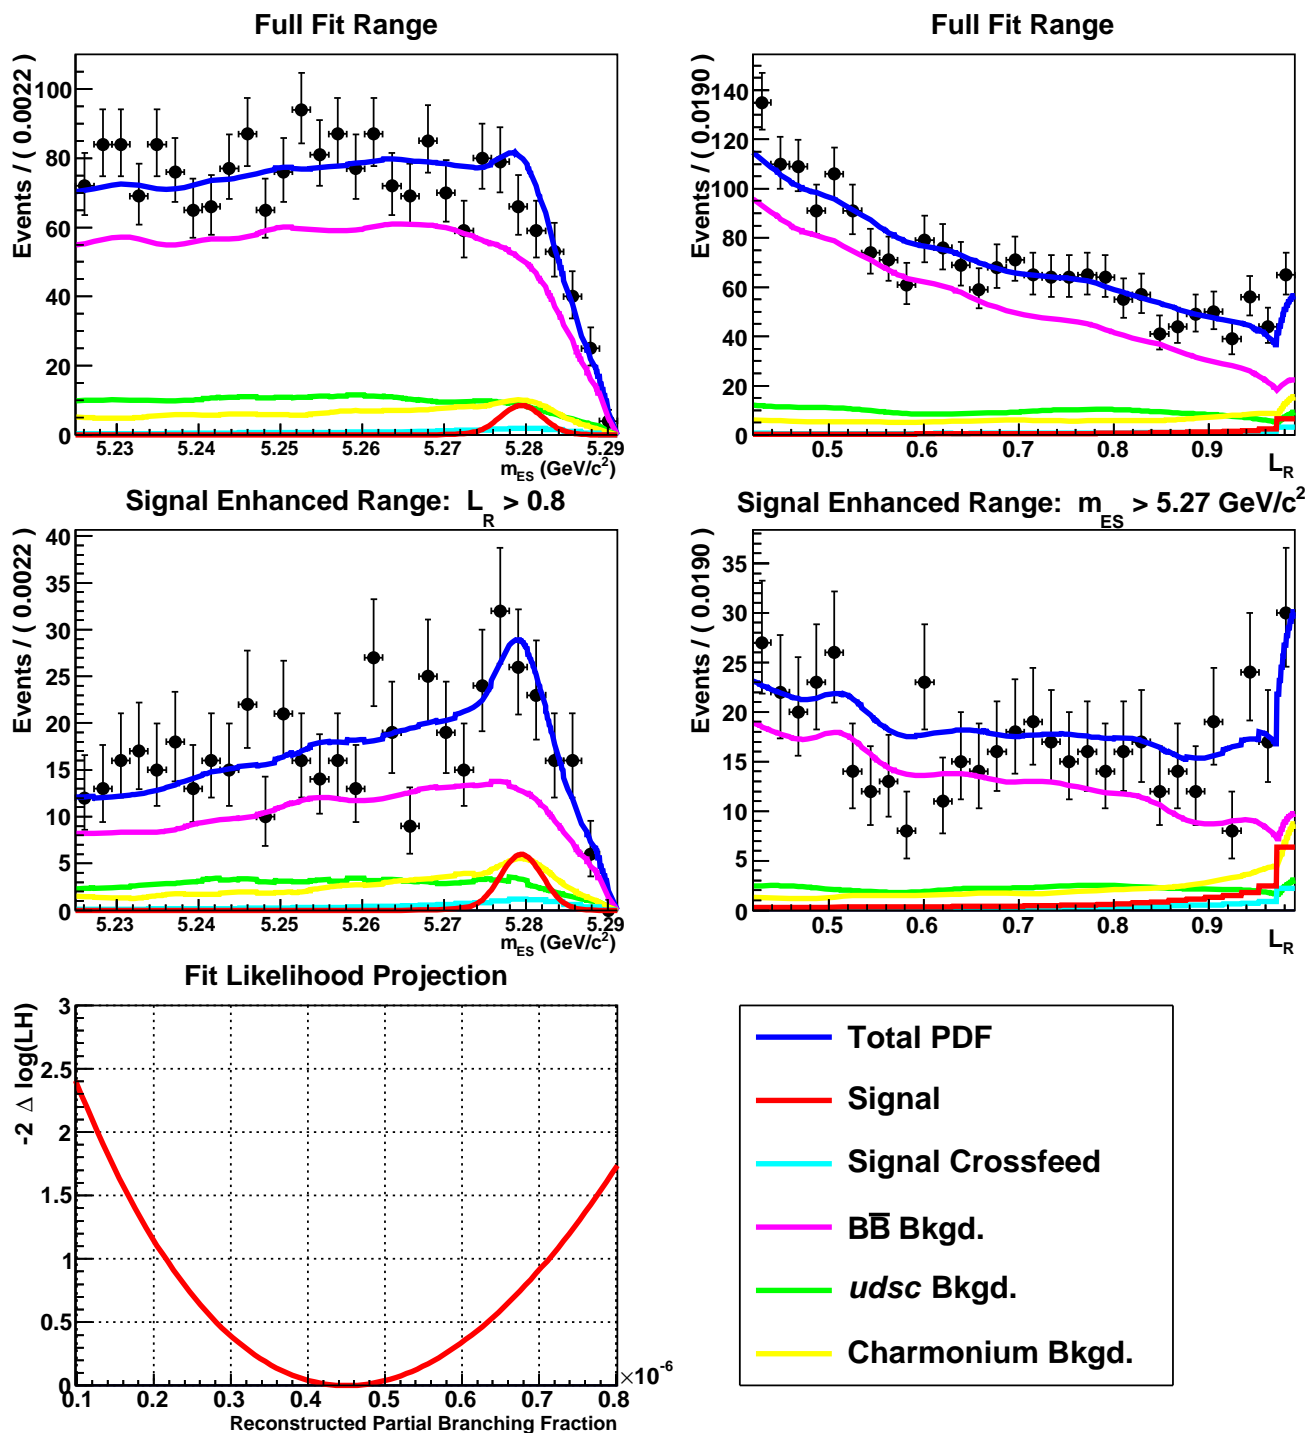 Full Fit Range
Events / ( 0.0022
100
80
60
40
20
0
5.23 5.24 5.25 5.26 5.27 5.28 5.29
m_ES (GeV/c²)
Full Fit Range
Events / ( 0.0190
140
120
100
80
60
40
20
0
0.5 0.6 0.7 0.8 0.9
L_R
Signal Enhanced Range: L_R > 0.8
Events / ( 0.0022
40
35
30
25
20
15
10
5
0
5.23 5.24 5.25 5.26 5.27 5.28 5.29
m_ES (GeV/c²)
Signal Enhanced Range: m_ES > 5.27 GeV/c²
Events / ( 0.0190
35
30
25
20
15
10
5
0
0.5 0.6 0.7 0.8 0.9
L_R
Fit Likelihood Projection
-2 Δ log(LH)
3
2.5
2
1.5
1
0.5
0
0.1 0.2 0.3 0.4 0.5 0.6 0.7 0.8
×10⁻⁶
Reconstructed Partial Branching Fraction
Total PDF
Signal
Signal Crossfeed
BB̅ Bkgd.
udsc Bkgd.
Charmonium Bkgd.